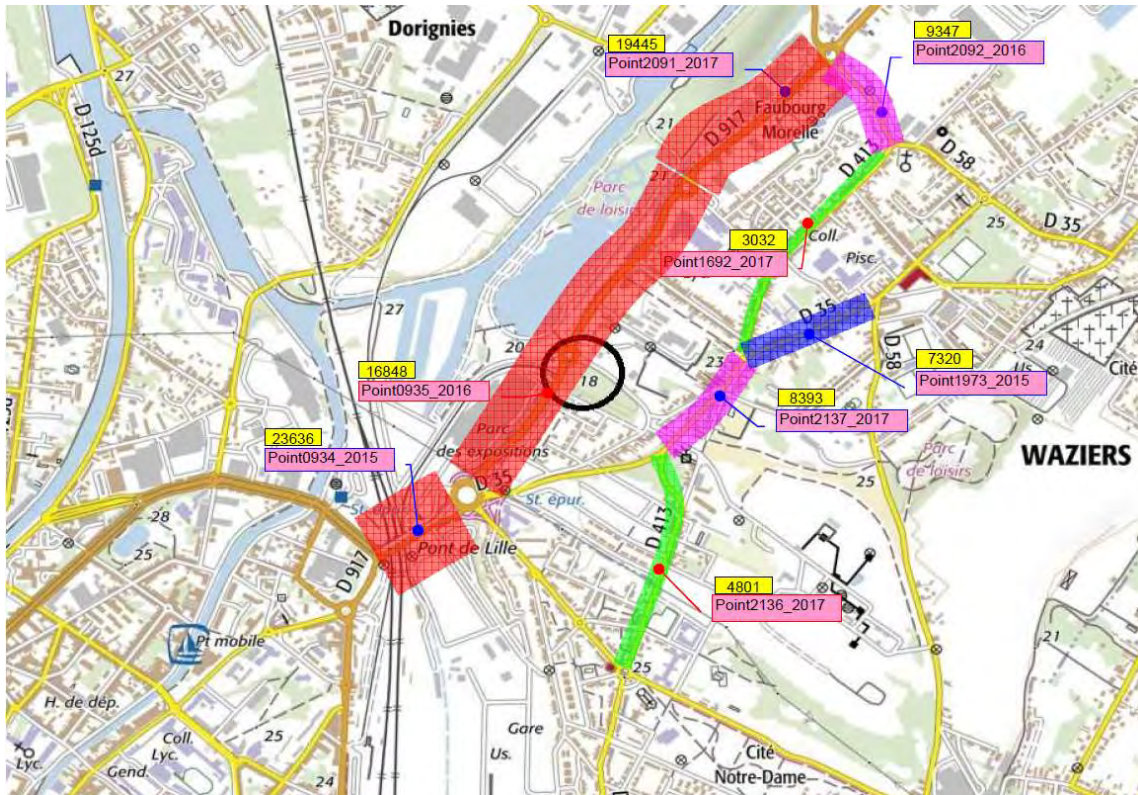 Dorignies
27
D 125d
19445
Point2091_2017
9347
Point2092_2016
Faubourg
Morelle
21
D 917
D 413
D 58
21
Parc
de loisirs
25
D 35
3032
Point1692_2017
Coll.
Pisc.
27
27
D 35
24
Us.
Cité
20
18
23
D 58
16848
Point0935_2016
7320
Point1973_2015
8393
Point2137_2017
23636
Point0934_2015
Parc
des expositions
D 35
St. épur.
Parc
de loisirs
WAZIERS
25
28
25
Pont de Lille
D 917
D 413
4801
Point2136_2017
Pt mobile
25
21
H. de dép.
Coll.
Lyc.
Lyc.
Gend.
25
24
Gare
Us.
Cité
Notre-Dame